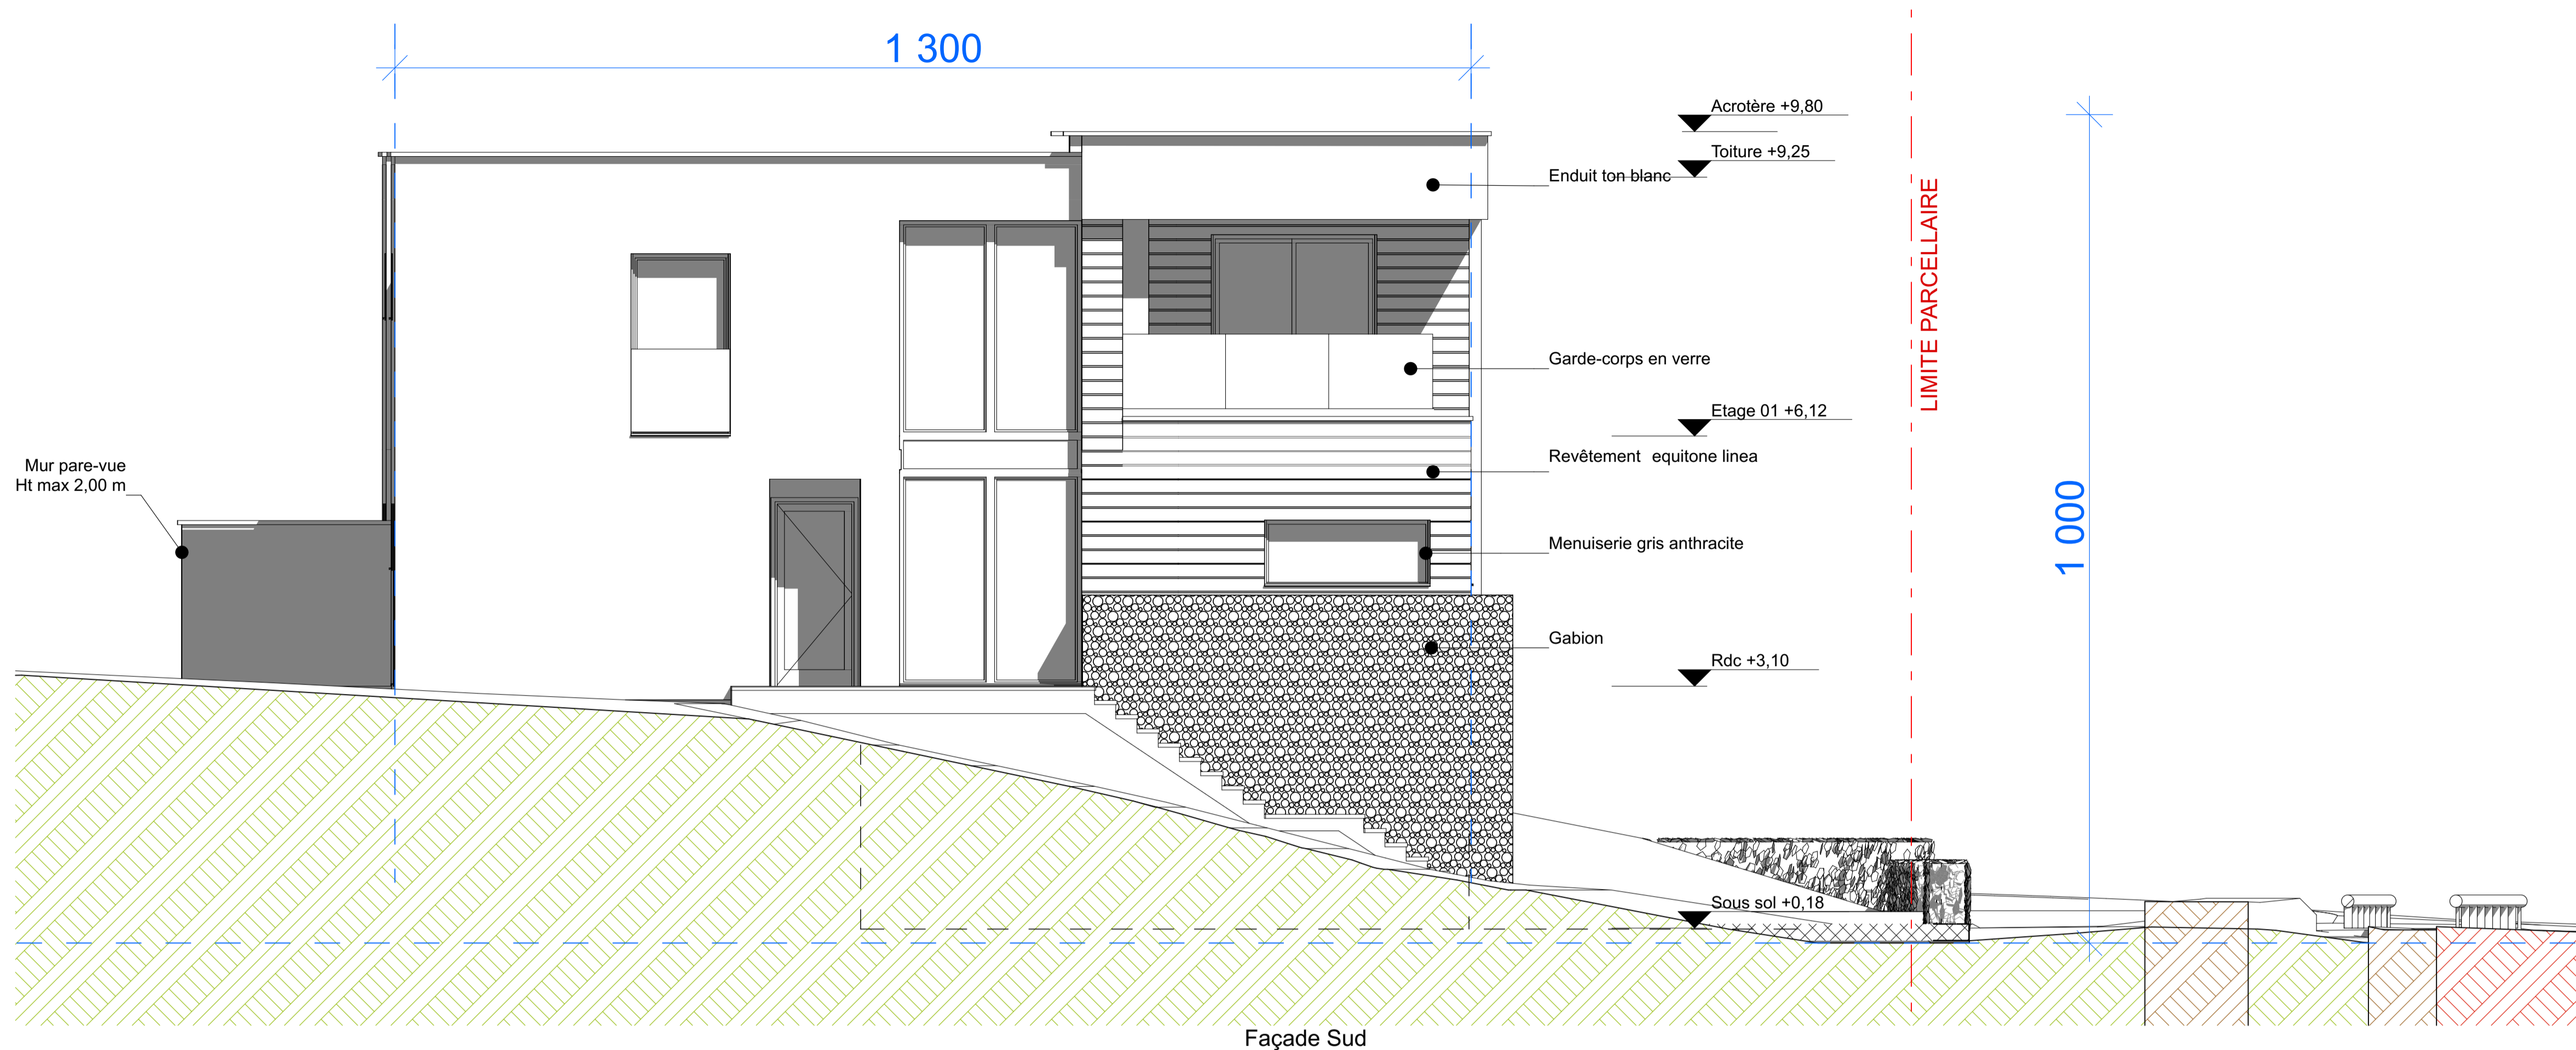 1 300
Acrotère +9,80
Toiture +9,25
Enduit ton blanc
LIMITE PARCELLAIRE
Garde-corps en verre
Etage 01 +6,12
Revêtement equitone linea
Mur pare-vue
Ht max 2,00 m
1 000
Menuiserie gris anthracite
Gabion
Rdc +3,10
Sous sol +0,18
Façade Sud